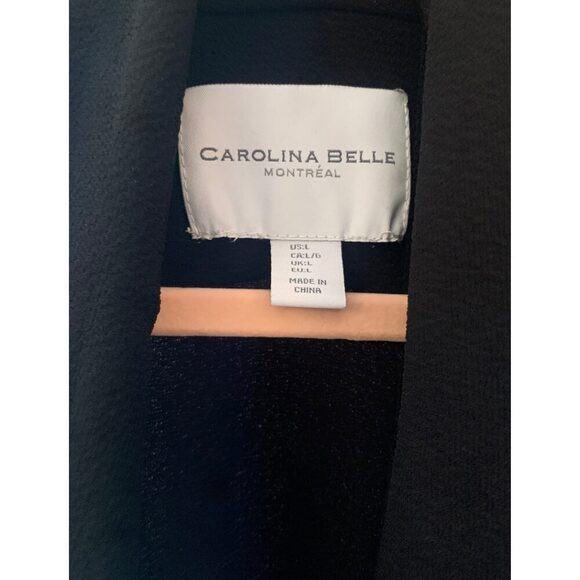 CAROLINA BELLE
MONTRÉAL
US:L
CA:L/G
UK:L
EU:L
MADE IN
CHINA